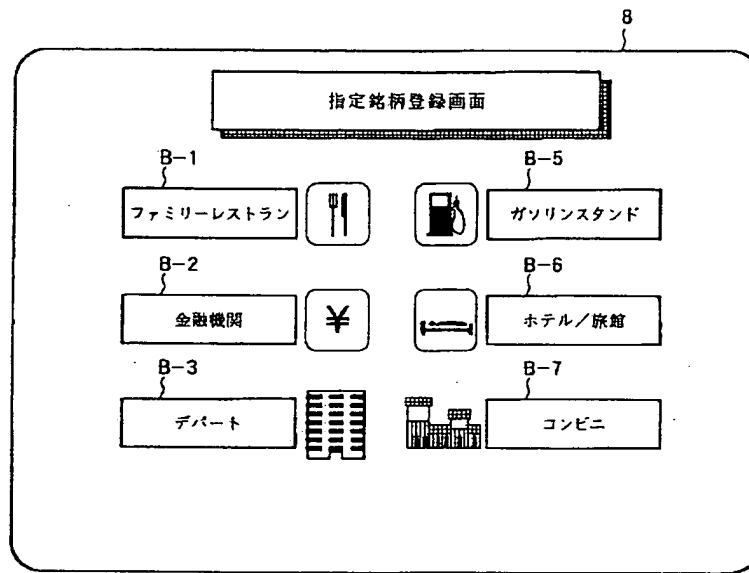 8
指定銘柄登録画面
B-1
ファミリーレストラン
B-5
ガソリンスタンド
B-2
金融機関
¥
B-6
ホテル/旅館
B-3
デパート
B-7
コンビニ